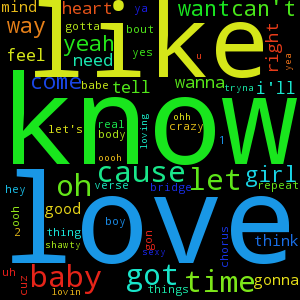 mind
heart
ya
want
can't
like
way
gotta
bout
feel
yeah
yes
u
right
yea
need
come
babe
tell
wanna
tryna
i'll
know
let's
real
body
oooh
loving
ohh
crazy
1
cause
girl
love
oh
let
hey
verse
bridge
repeat
ooh
good
boy
2
thing
shawty
on
sexy
chorus
think
uh
cuz
baby
lovin
got
things
time
gonna